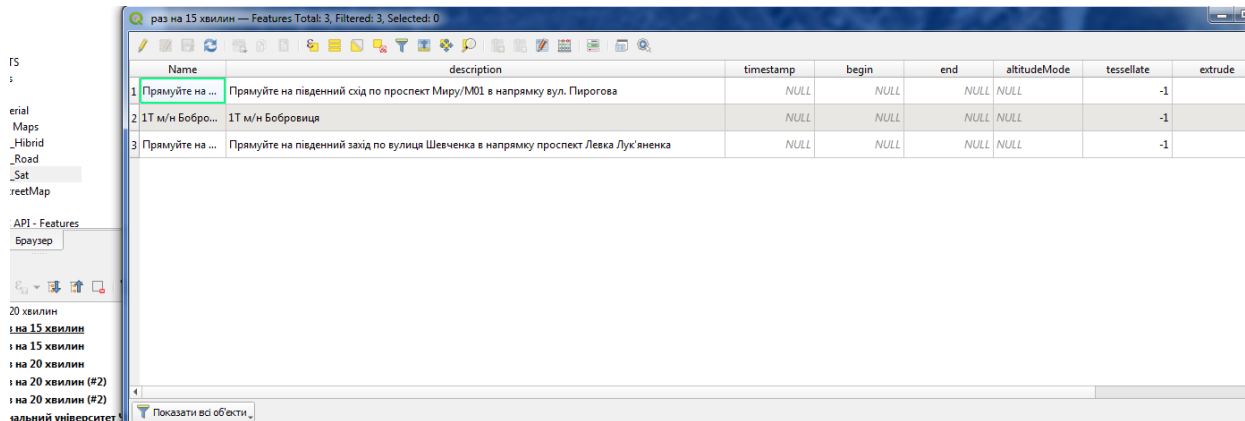 раз на 15 хвилин — Features Total: 3, Filtered: 3, Selected: 0
Name description timestamp begin end altitudeMode tessellate extrude
1 Прямуйте на ... Прямуйте на південний схід по проспект Миру/М01 в напрямку вул. Пирогова NULL NULL NULL NULL -1
2 1Т м/н Бобро... 1Т м/н Бобровиця NULL NULL NULL NULL -1
3 Прямуйте на ... Прямуйте на південний захід по вулиця Шевченка в напрямку проспект Левка Лук'яненка NULL NULL NULL NULL -1
Показати всі об'єкти
TS
s
erial
Maps
_Hibrid
_Road
_Sat
treetMap
API - Features
Браузер
20 хвилин
з на 15 хвилин
з на 15 хвилин
з на 20 хвилин
з на 20 хвилин (#2)
з на 20 хвилин (#2)
нальний університет